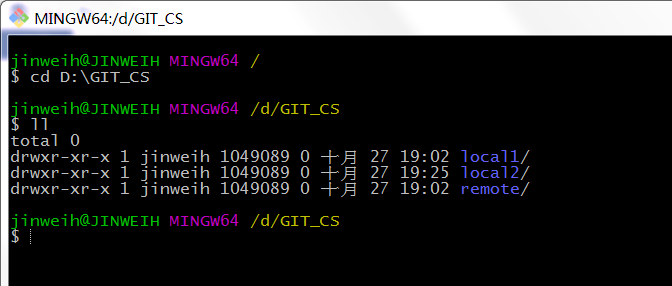 MINGW64:/d/GIT_CS
jinweih@JINWEIH MINGW64 /
$ cd D:\GIT_CS
jinweih@JINWEIH MINGW64 /d/GIT_CS
$ ll
total 0
drwxr-xr-x 1 jinweih 1049089 0 十月 27 19:02 local1/
drwxr-xr-x 1 jinweih 1049089 0 十月 27 19:25 local2/
drwxr-xr-x 1 jinweih 1049089 0 十月 27 19:02 remote/
jinweih@JINWEIH MINGW64 /d/GIT_CS
$